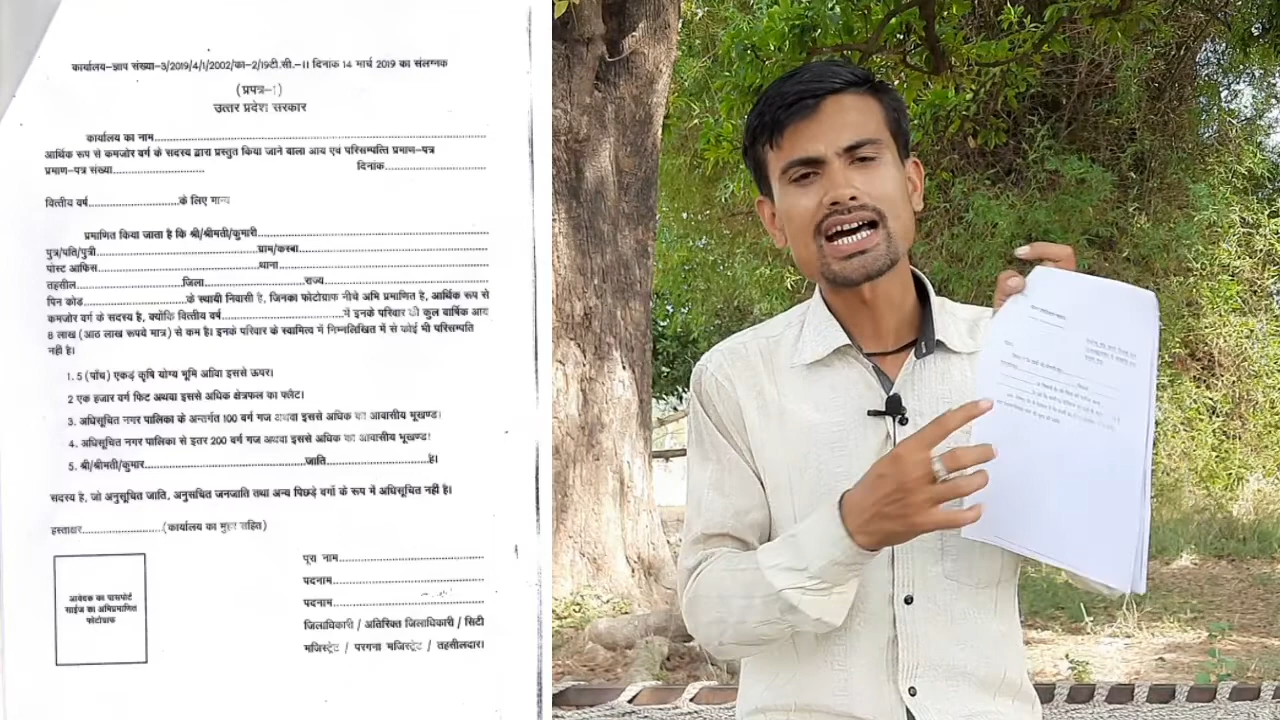 कार्यालय–ज्ञाप संख्या–3/2019/4/1/2002/का–2/19टी.सी.–II दिनाक 14 मार्च 2019 का संलग्नक
(प्रपत्र–1)
उत्तर प्रदेश सरकार
कार्यालय का नाम
आर्थिक रूप से कमजोर वर्ग के सदस्य द्वारा प्रस्तुत किया जाने वाला आय एवं परिसम्पत्ति प्रमाण–पत्र
प्रमाण–पत्र संख्या.............................. दिनांक..............................
वित्तीय वर्ष..............................के लिए मान्य
प्रमाणित किया जाता है कि श्री/श्रीमती/कुमारी..............................
पुत्र/पति/पुत्री..............................ग्राम/कस्बा..............................
पोस्ट आफिस..............................थाना..............................
तहसील..............................जिला..............................राज्य..............................
पिन कोड..............................के स्थायी निवासी है, जिनका फोटोग्राफ नीचे अभि प्रमाणित है, आर्थिक रूप से
कमजोर वर्ग के सदस्य है, क्योंकि वित्तीय वर्ष..............................में इनके परिवार की कुल वार्षिक आय
8 लाख (आठ लाख रूपये मात्र) से कम है। इनके परिवार के स्वामित्व में निम्नलिखित में से कोई भी परिसम्पति
नही है।
1. 5 (पाँच) एकड़ कृषि योग्य भूमि अथवा इससे ऊपर।
2 एक हजार वर्ग फिट अथवा इससे अधिक क्षेत्रफल का फ्लैट।
3. अधिसूचित नगर पालिका के अन्तर्गत 100 वर्ग गज अथवा इससे अधिक का आवासीय भूखण्ड।
4. अधिसूचित नगर पालिका से इतर 200 वर्ग गज अथवा इससे अधिक का आवासीय भूखण्ड।
5. श्री/श्रीमती/कुमार..............................जाति..............................है।
सदस्य है, जो अनुसूचित जाति, अनुसचित जनजाति तथा अन्य पिछड़े वर्गो के रूप में अधिसूचित नहीं है।
हस्ताक्षर..............................(कार्यालय का मुहर सहित)
आवेदक का पासपोर्ट
साईज का अभिप्रमाणित
फोटोग्राफ
पूरा नाम..............................
पदनाम..............................
पदनाम..............................
जिलाधिकारी / अतिरिक्त जिलाधिकारी / सिटी
मजिस्ट्रेट / परगना मजिस्ट्रेट / तहसीलदार।